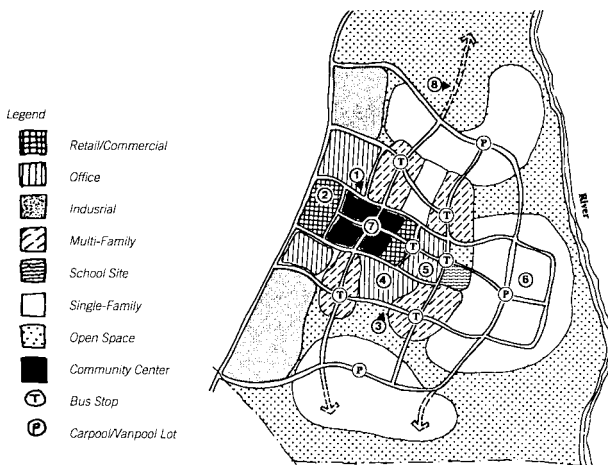 Legend
Retail/Commercial
Office
Indusrial
Multi-Family
School Site
Single-Family
Open Space
Community Center
T Bus Stop
P Carpool/Vanpool Lot
8
P
1
T
2
River
T
7
T
T
5
6
4
T
P
T
3
P